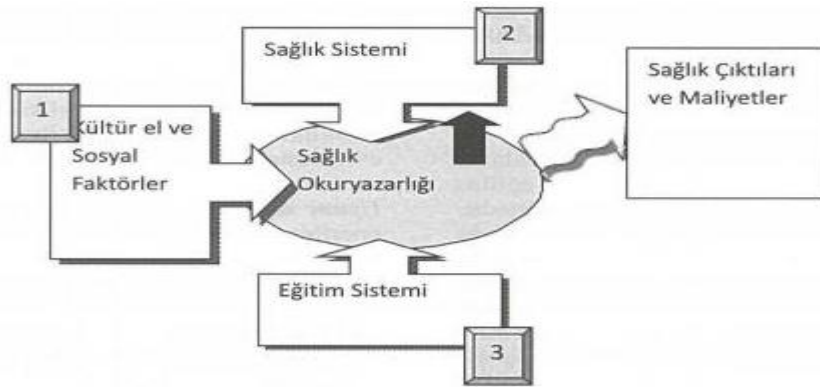 1
Kültür el ve
Sosyal
Faktörler
Sağlık Sistemi
2
Sağlık
Okuryazarlığı
Eğitim Sistemi
3
Sağlık Çıktıları
ve Maliyetler